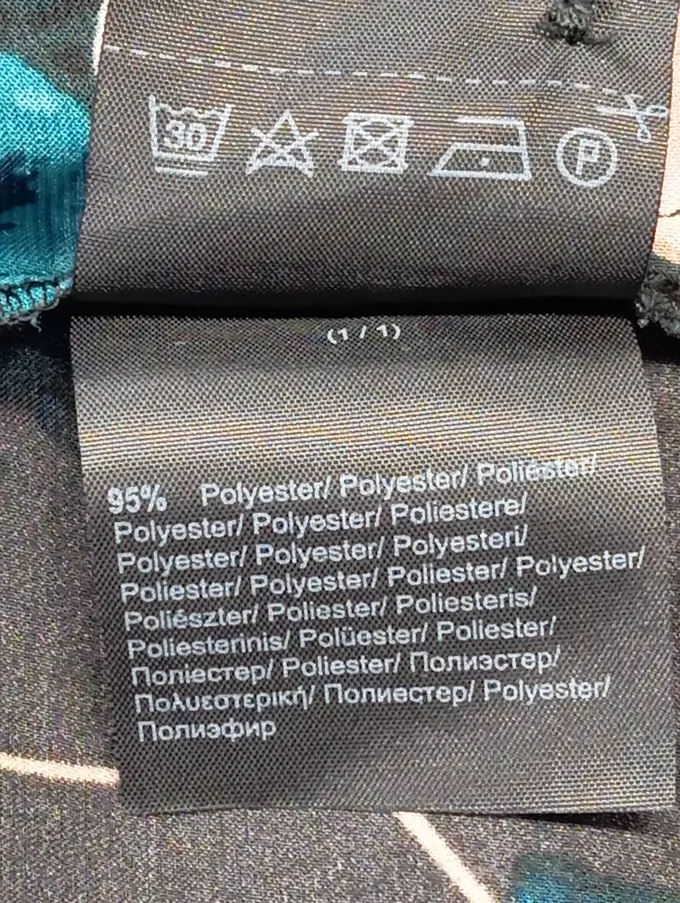 30
P
(1/1)
95% Polyester/ Polyester/ Poliéster/
Polyester/ Polyester/ Poliestere/
Polyester/ Polyester/ Polyesteri/
Poliester/ Polyester/ Poliester/ Polyester/
Poliészter/ Poliester/ Poliesteris/
Poliesterinis/ Polüester/ Poliester/
Поліестер/ Poliester/ Полиэстер/
Πολυεστερική/ Полиестер/ Polyester/
Полиэфир